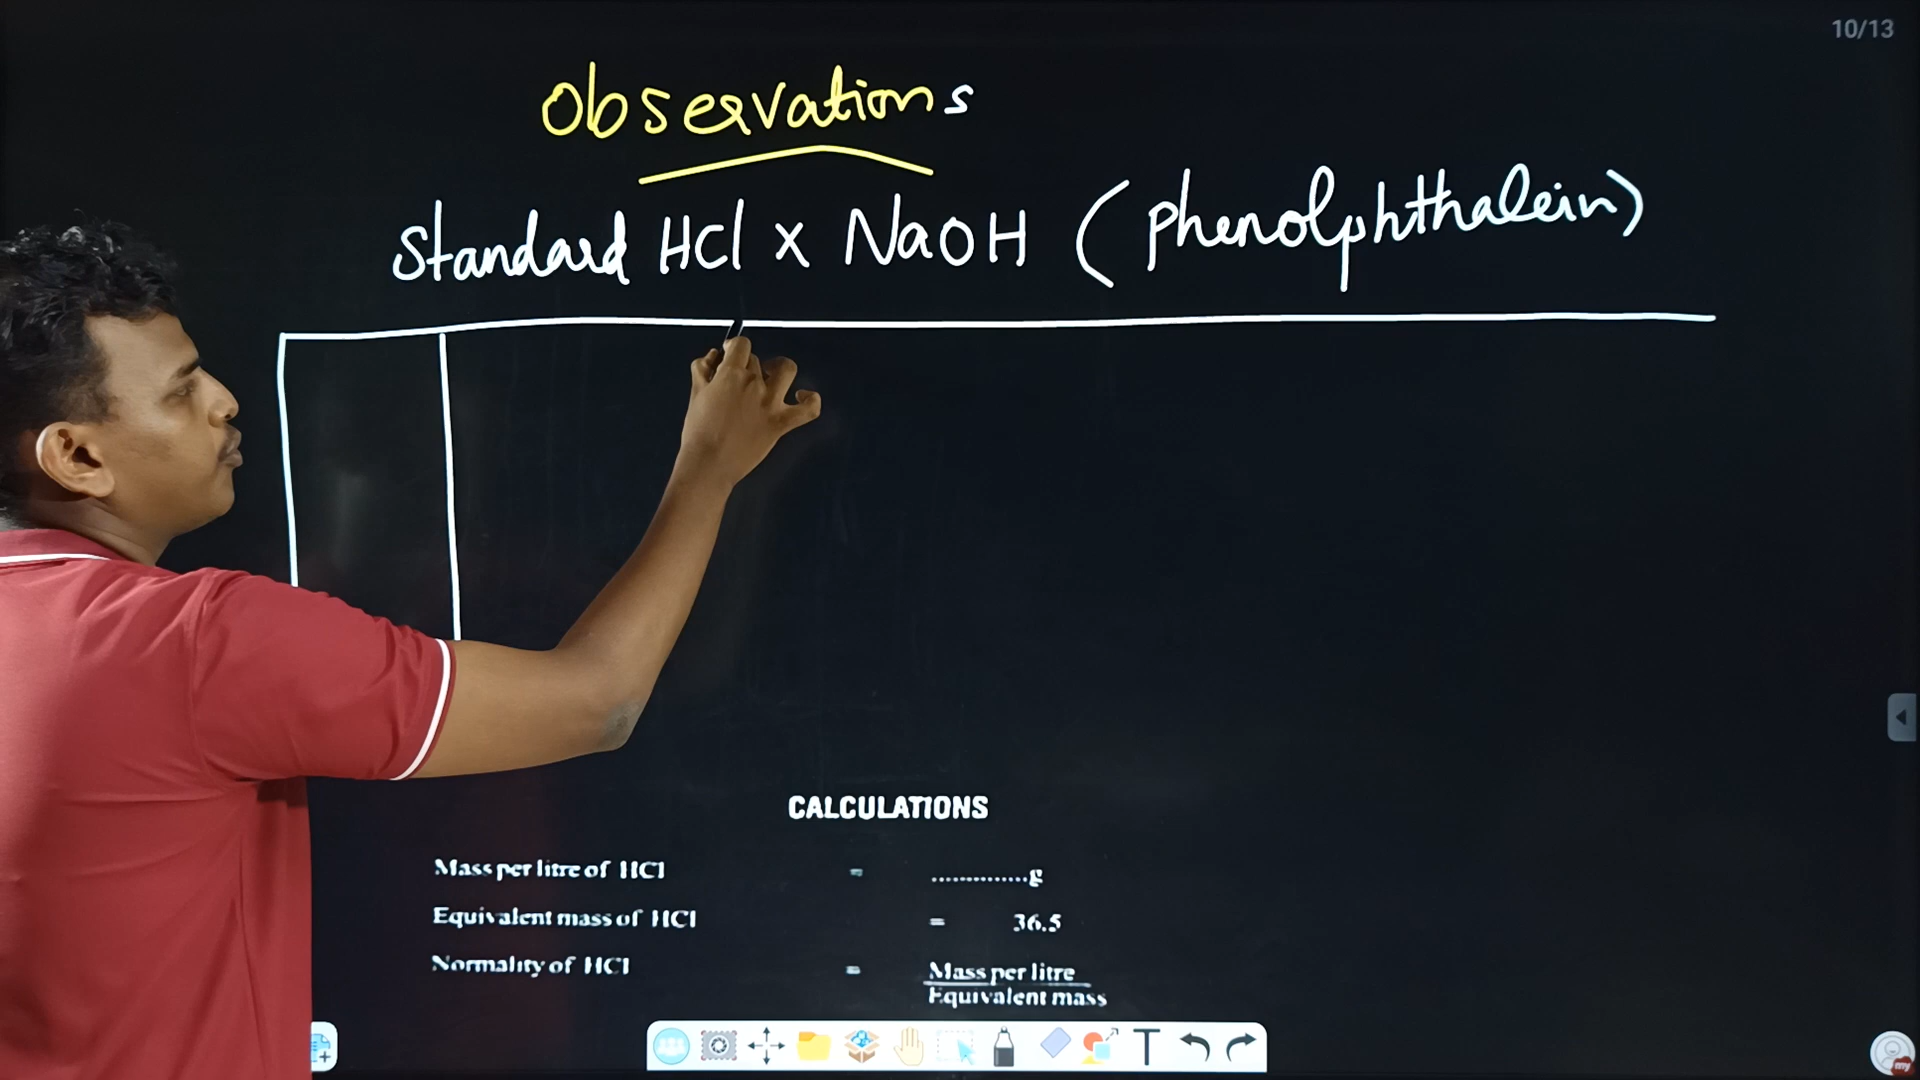 10/13
Observations
Standard HCl x NaOH (Phenolphthalein)
CALCULATIONS
Mass per litre of HCl = ..............g
Equivalent mass of HCl = 36.5
Normality of HCl = Mass per litre
Equivalent mass
T